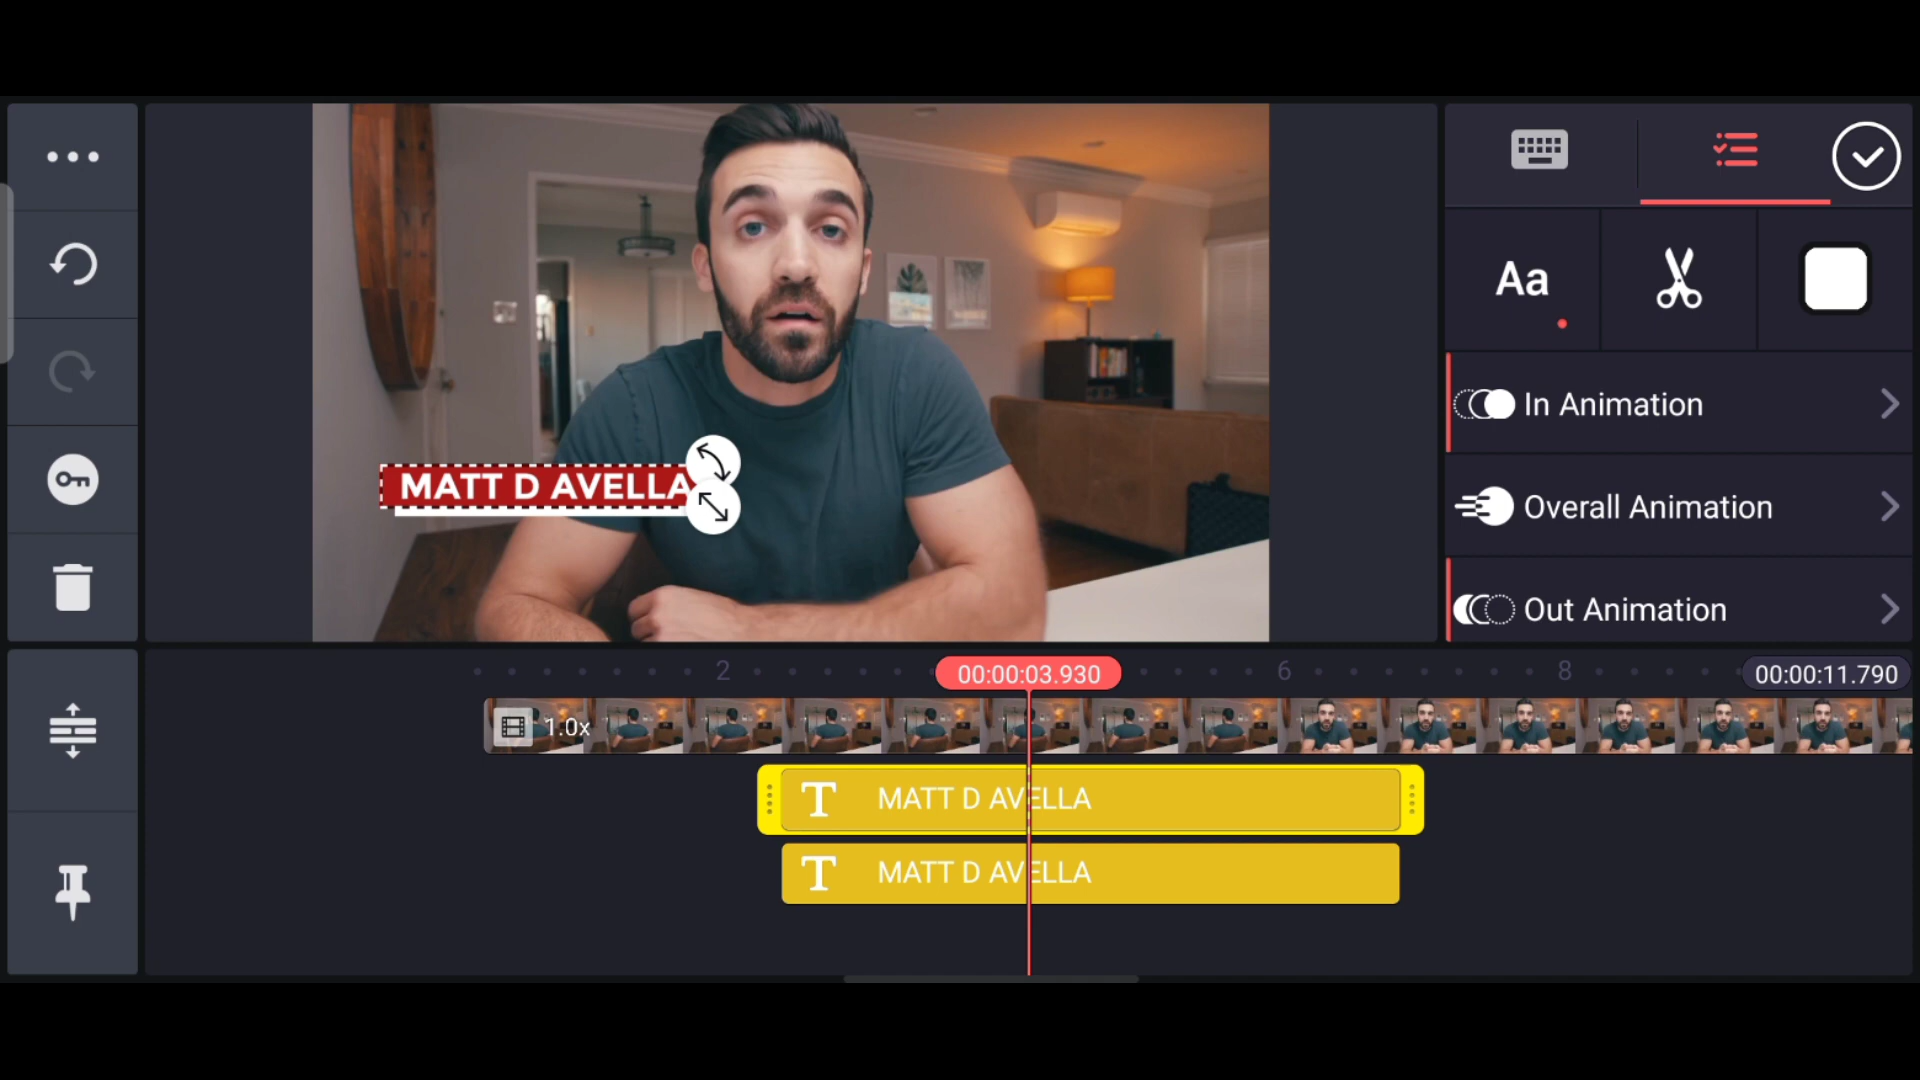 Aa
In Animation
Overall Animation
MATT D AVELLA
Out Animation
2
00:00:03.930
6
8
00:00:11.790
1.0x
T MATT D AVELLA
T MATT D AVELLA